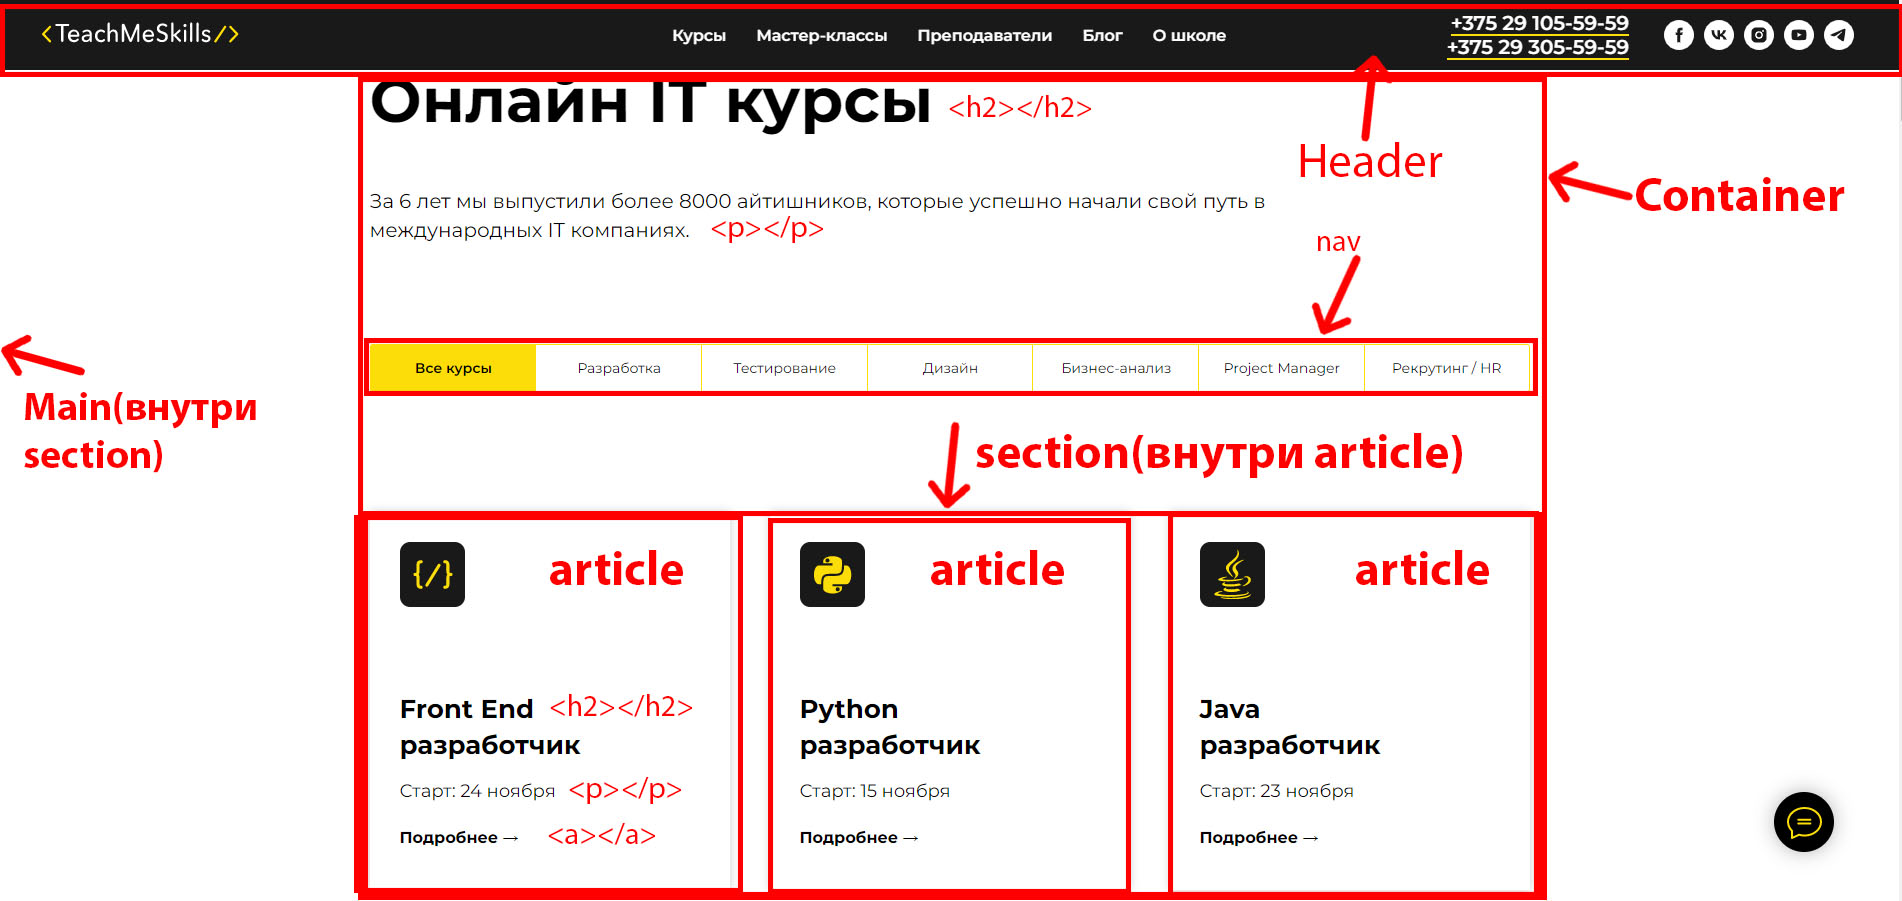 <TeachMeSkills/>
Курсы Мастер-классы Преподаватели Блог О школе
+375 29 105-59-59
+375 29 305-59-59
Онлайн IT курсы <h2></h2>
Header
Container
За 6 лет мы выпустили более 8000 айтишников, которые успешно начали свой путь в
международных IT компаниях. <p></p>
nav
Все курсы Разработка Тестирование Дизайн Бизнес-анализ Project Manager Рекрутинг / HR
Main(внутри
section)
section(внутри article)
{/} article
article
article
Front End <h2></h2>
разработчик
Старт: 24 ноября <p></p>
Подробнее → <a></a>
Python
разработчик
Старт: 15 ноября
Подробнее →
Java
разработчик
Старт: 23 ноября
Подробнее →